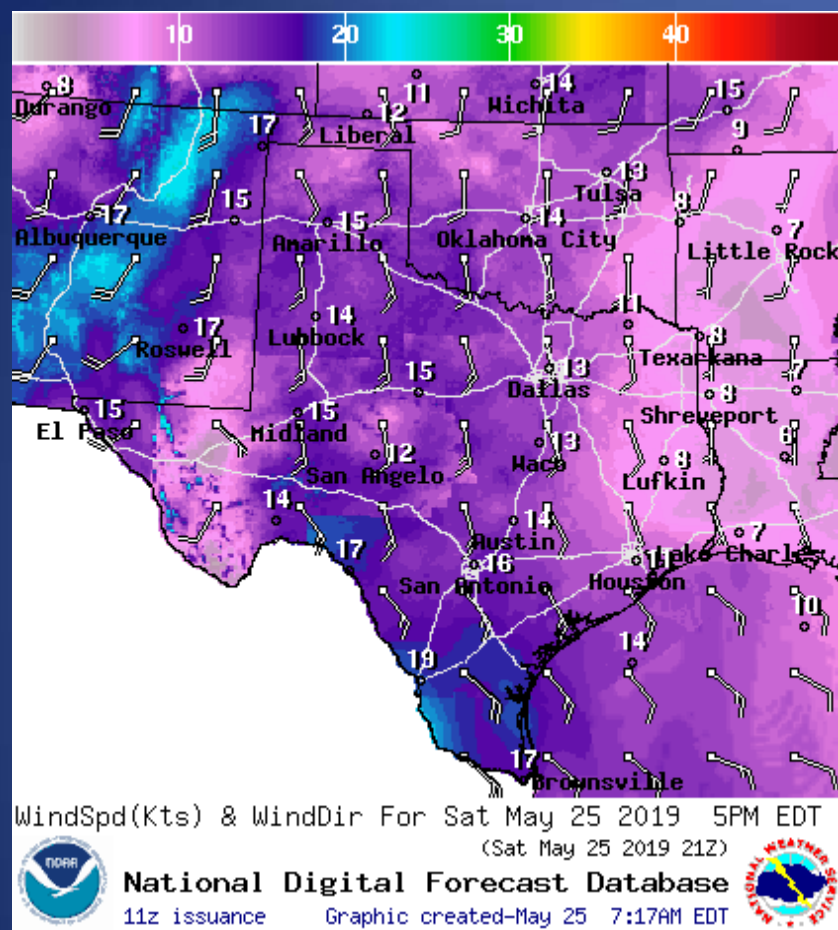 10 20 30 40
8 11 14 15
Durango 12 Wichita
17 Liberal 9
13
Tulsa
17 15 15 14 8 7
Albuquerque Amarillo Oklahoma City Little Rock
17 14 11
Roswell Lubbock 8
Texarkana
15 13 7
Dallas 8
15 15 Shreveport
El Paso Midland 12 13 6
San Angelo Waco 8
Lufkin
14 14 7
Austin Lake Charles
17 16 11
San Antonio Houston
10
19 14
17
Brownsville
WindSpd(Kts) & WindDir For Sat May 25 2019 5PM EDT
(Sat May 25 2019 21Z)
NOAA
National Digital Forecast Database
11z issuance Graphic created-May 25 7:17AM EDT
NATIONAL WEATHER SERVICE